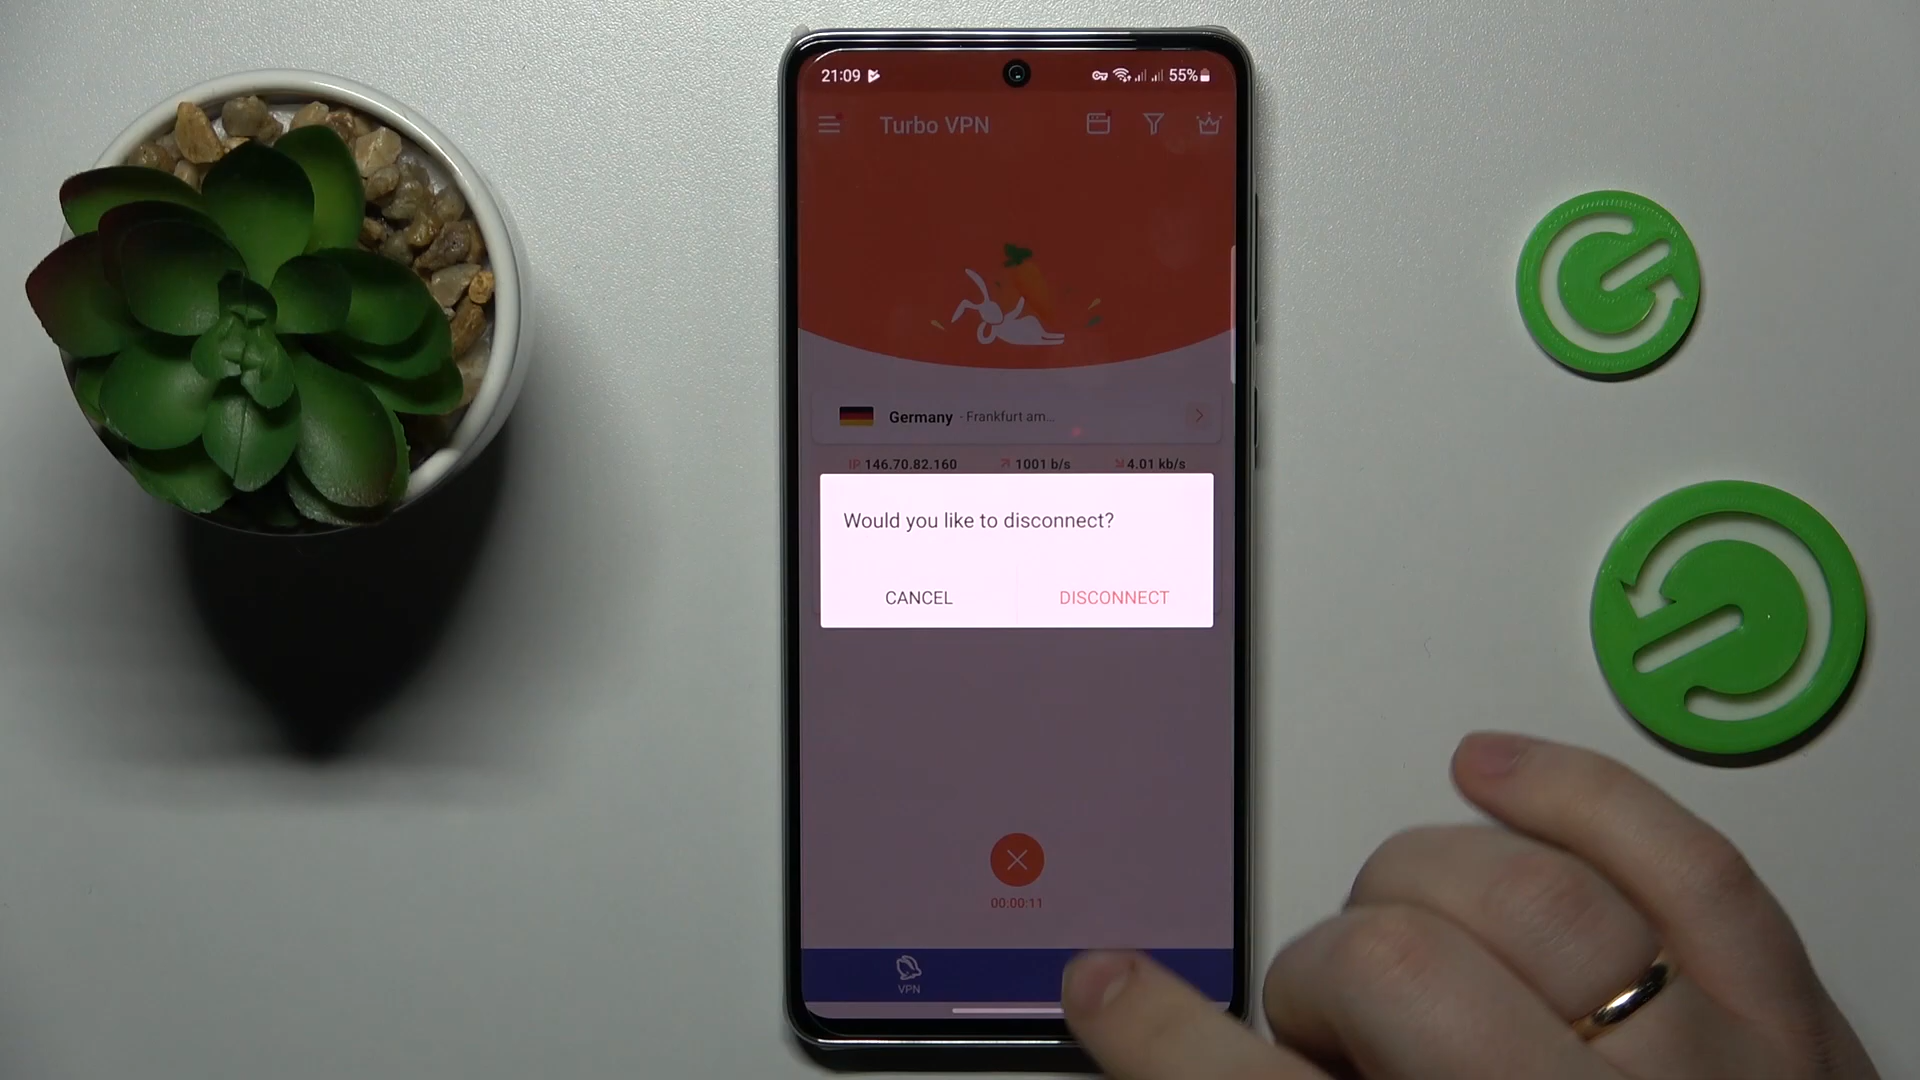 21:09 55%
Turbo VPN
Germany · Frankfurt am...
IP 146.70.82.160 1001 b/s 4.01 kb/s
Would you like to disconnect?
CANCEL DISCONNECT
00:00:11
VPN